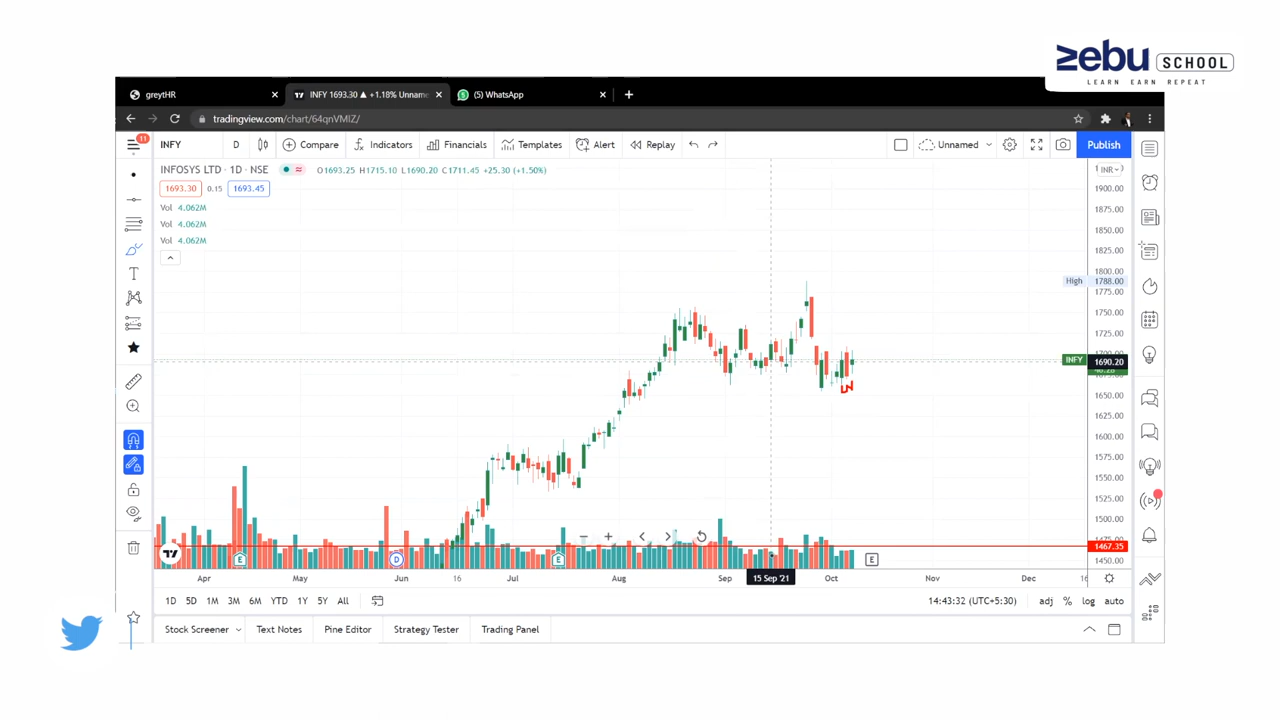 zebu SCHOOL
LEARN EARN REPEAT
greytHR
INFY 1693.30 ▲ +1.18% Unnam
(5) WhatsApp
tradingview.com/chart/64qnVMIZ/
11
INFY
D
Compare
Indicators
Financials
Templates
Alert
Replay
Unnamed
Publish
INFOSYS LTD · 1D · NSE
O1693.25 H1715.10 L1690.20 C1711.45 +25.30 (+1.50%)
INR
1693.30 0.15 1693.45
Vol 4.062M
Vol 4.062M
Vol 4.062M
1900.00
1875.00
1850.00
1825.00
1800.00
High 1788.00
1775.00
1750.00
1725.00
1700.00
INFY
1690.20
1650.00
1625.00
1600.00
1575.00
1550.00
1525.00
1500.00
1467.35
1450.00
T
E
D
E
E
Apr May Jun 16 Jul Aug Sep 15 Sep '21 Oct Nov Dec 16
1D 5D 1M 3M 6M YTD 1Y 5Y All
14:43:32 (UTC+5:30) adj % log auto
Stock Screener Text Notes Pine Editor Strategy Tester Trading Panel